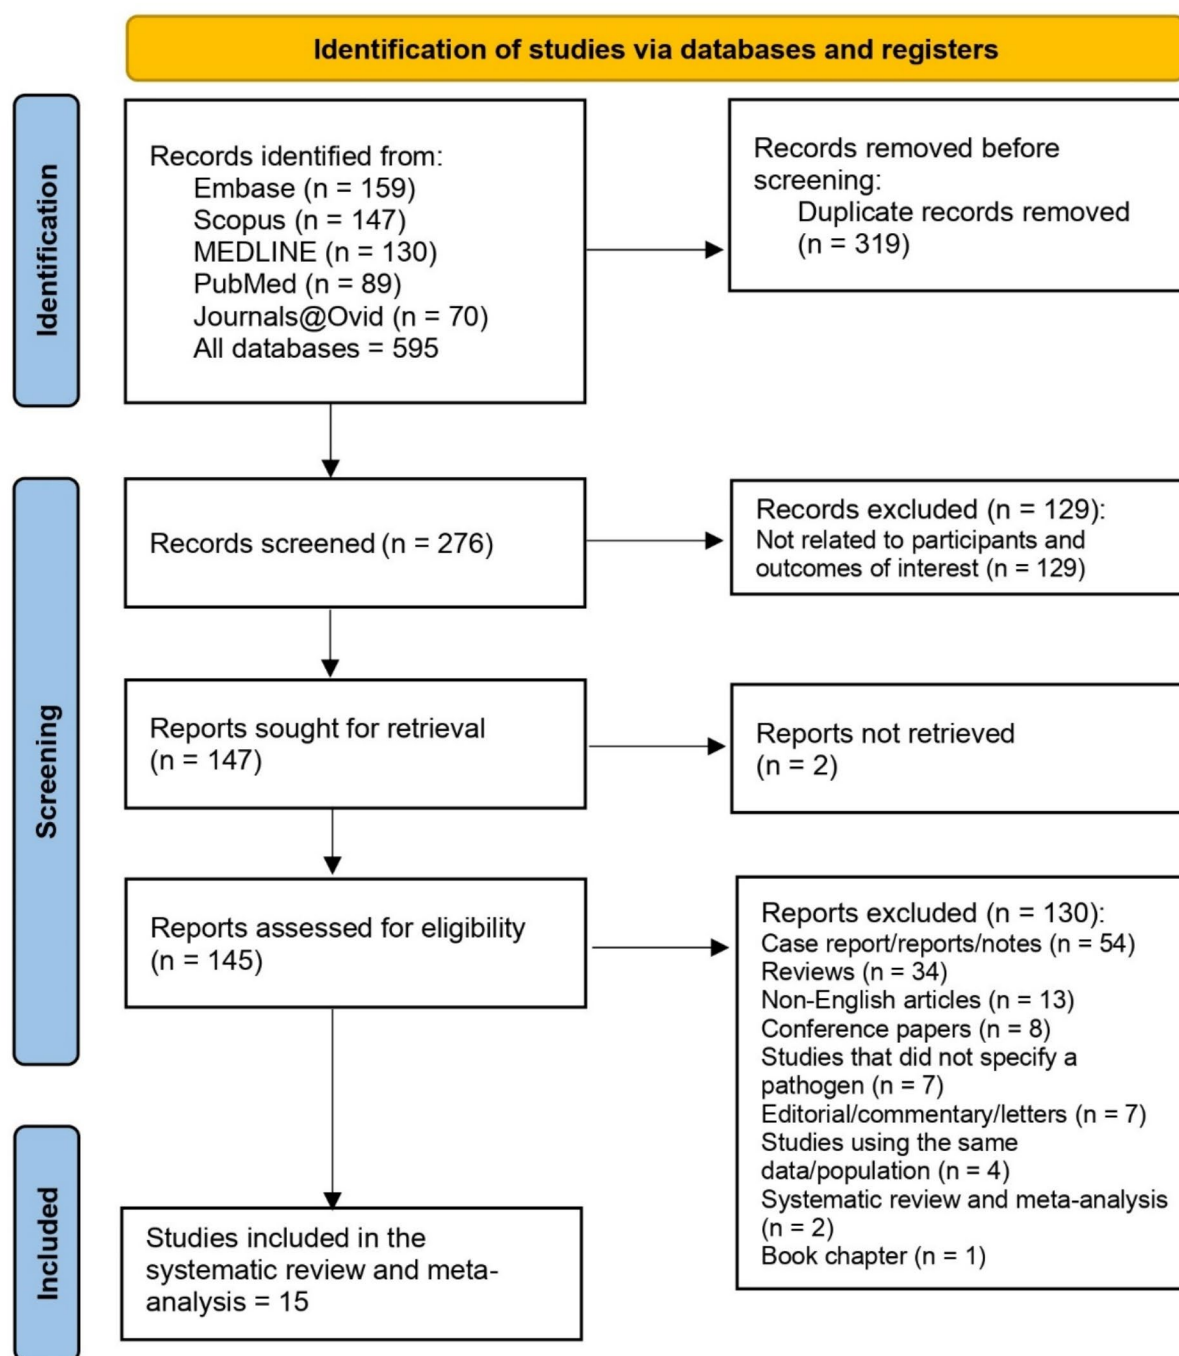 Identification of studies via databases and registers
Identification
Records identified from:
Embase (n = 159)
Scopus (n = 147)
MEDLINE (n = 130)
PubMed (n = 89)
Journals@Ovid (n = 70)
All databases = 595
Records removed before
screening:
Duplicate records removed
(n = 319)
Screening
Records screened (n = 276)
Records excluded (n = 129):
Not related to participants and
outcomes of interest (n = 129)
Reports sought for retrieval
(n = 147)
Reports not retrieved
(n = 2)
Reports assessed for eligibility
(n = 145)
Reports excluded (n = 130):
Case report/reports/notes (n = 54)
Reviews (n = 34)
Non-English articles (n = 13)
Conference papers (n = 8)
Studies that did not specify a
pathogen (n = 7)
Editorial/commentary/letters (n = 7)
Studies using the same
data/population (n = 4)
Systematic review and meta-analysis
(n = 2)
Book chapter (n = 1)
Included
Studies included in the
systematic review and meta-
analysis = 15